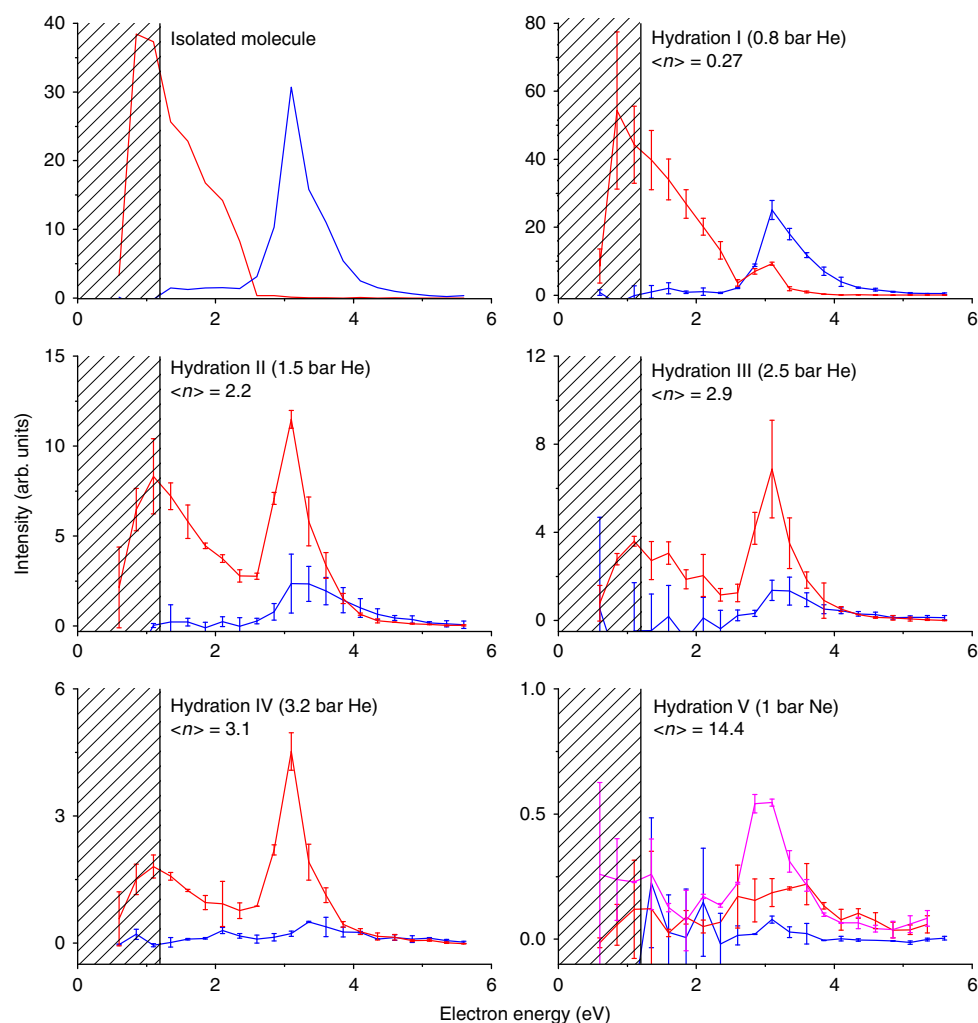 40
30
20
10
0
Isolated molecule
0 2 4 6
80
60
40
20
0
Hydration I (0.8 bar He)
<n> = 0.27
0 2 4 6
Intensity (arb. units)
15
10
5
0
Hydration II (1.5 bar He)
<n> = 2.2
0 2 4 6
12
8
4
0
Hydration III (2.5 bar He)
<n> = 2.9
0 2 4 6
6
3
0
Hydration IV (3.2 bar He)
<n> = 3.1
0 2 4 6
1.0
0.5
0.0
Hydration V (1 bar Ne)
<n> = 14.4
0 2 4 6
Electron energy (eV)